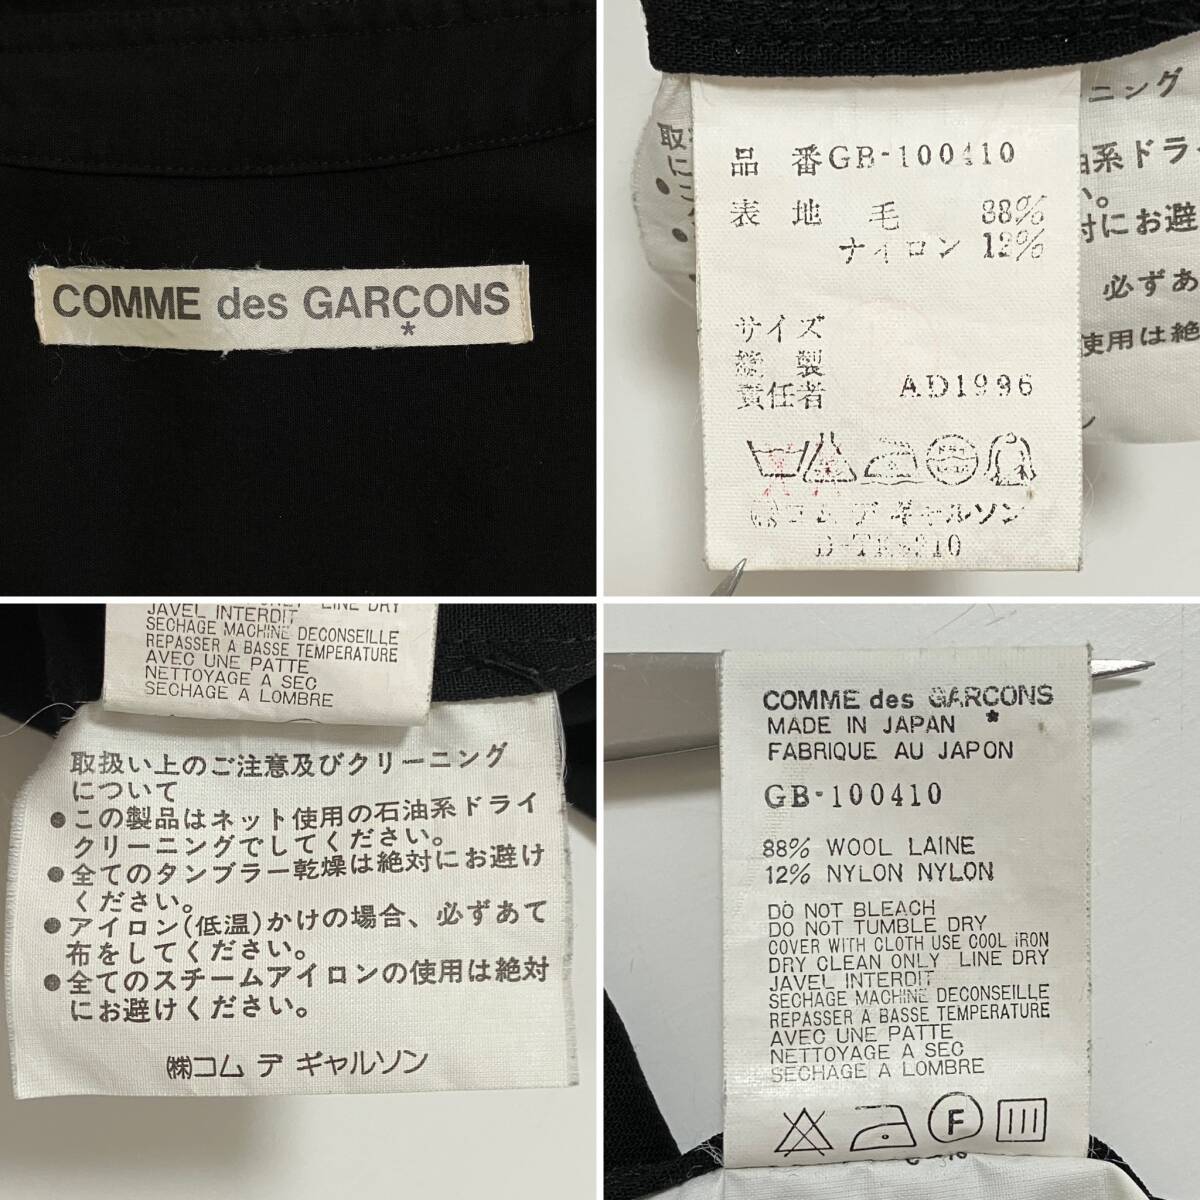 COMME des GARCONS
*
品 番 GB-100410
表 地 毛 88%
ナイロン 12%
サイズ
縫 製
責任者 AD1996
㈱コム デ ギャルソン
ニング
油系ドラ
い。
対にお避
必ずあ
使用は絶
LINE DRY
JAVEL INTERDIT
SECHAGE MACHINE DECONSEILLE
REPASSER A BASSE TEMPERATURE
AVEC UNE PATTE
NETTOYAGE A SEC
SECHAGE A LOMBRE
取扱い上のご注意及びクリーニング
について
●この製品はネット使用の石油系ドライ
クリーニングでしてください。
●全てのタンブラー乾燥は絶対にお避け
ください。
●アイロン(低温)かけの場合、必ずあて
布をしてください。
●全てのスチームアイロンの使用は絶対
にお避けください。
㈱コム デ ギャルソン
COMME des GARCONS
*
MADE IN JAPAN
FABRIQUE AU JAPON
GB-100410
88% WOOL LAINE
12% NYLON NYLON
DO NOT BLEACH
DO NOT TUMBLE DRY
COVER WITH CLOTH USE COOL IRON
DRY CLEAN ONLY LINE DRY
JAVEL INTERDIT
SECHAGE MACHINE DECONSEILLE
REPASSER A BASSE TEMPERATURE
AVEC UNE PATTE
NETTOYAGE A SEC
SECHAGE A LOMBRE
F